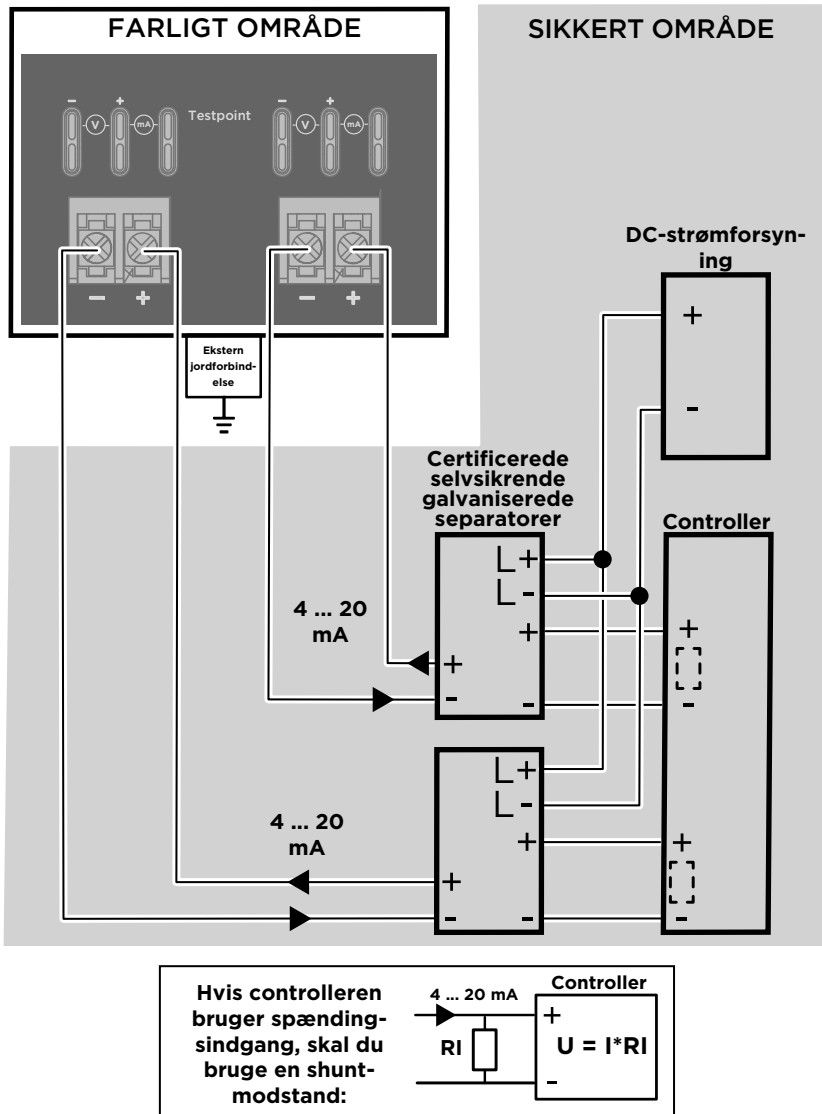 FARLIGT OMRÅDE
SIKKERT OMRÅDE
- + Testpoint
V mA
- +
V mA
- +
- +
Ekstern
jordforbind-
else
DC-strømforsyn-
ing
+
-
Certificerede
selvsikrende
galvaniserede
separatorer
Controller
L +
L -
4 ... 20
mA
+ +
+
- - -
L +
L -
4 ... 20
mA
+ +
+
- - -
Hvis controlleren
bruger spænding-
sindgang, skal du
bruge en shunt-
modstand:
4 ... 20 mA
Controller
+
RI
U = I*RI
-